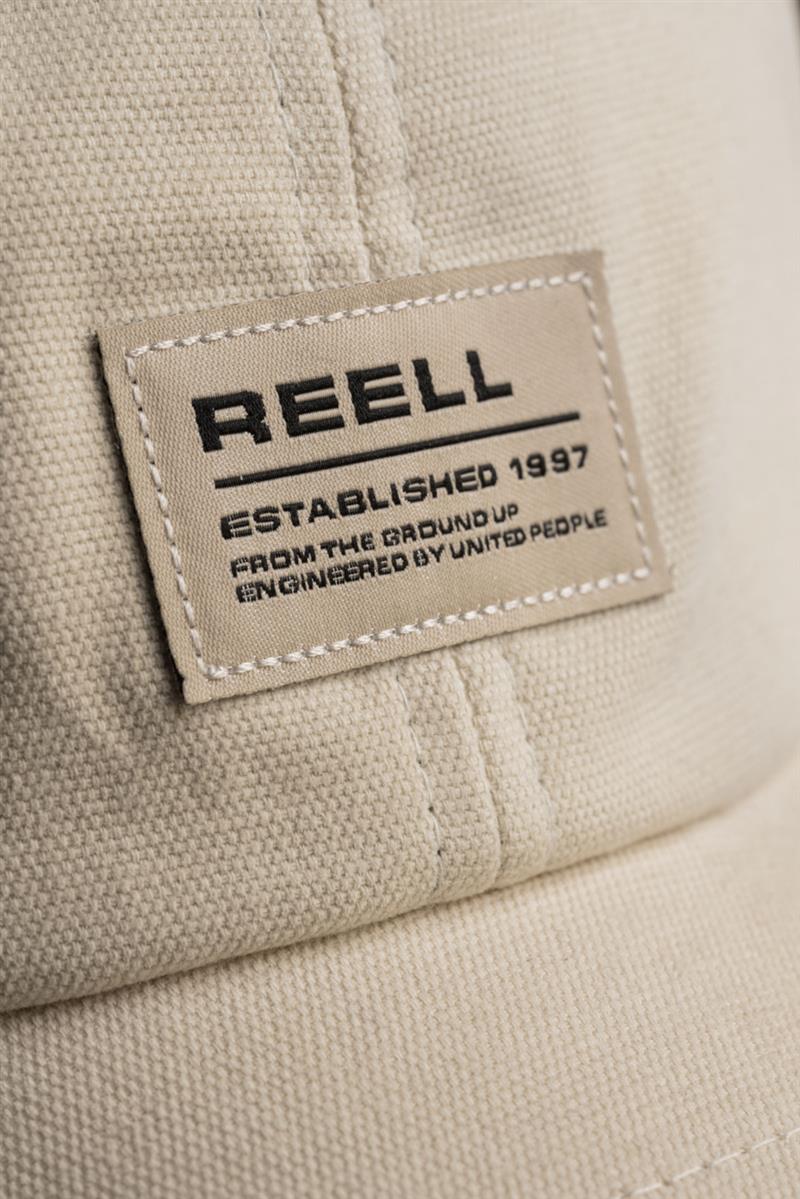 REELL
ESTABLISHED 1997
FROM THE GROUND UP
ENGINEERED BY UNITED PEOPLE